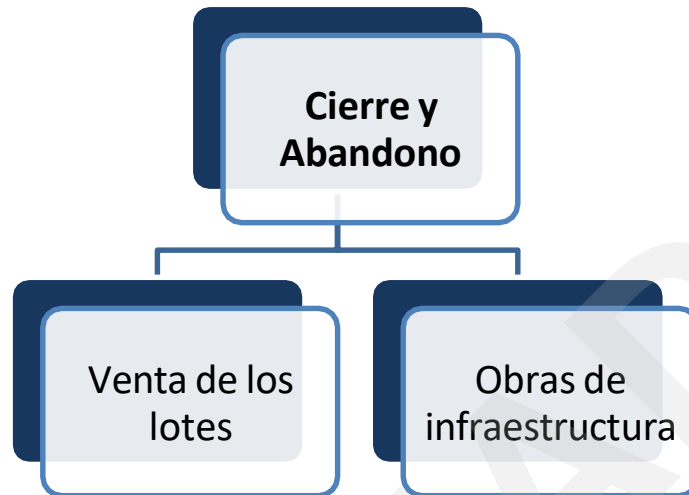 Cierre y
Abandono
Venta de los
lotes
Obras de
infraestructura